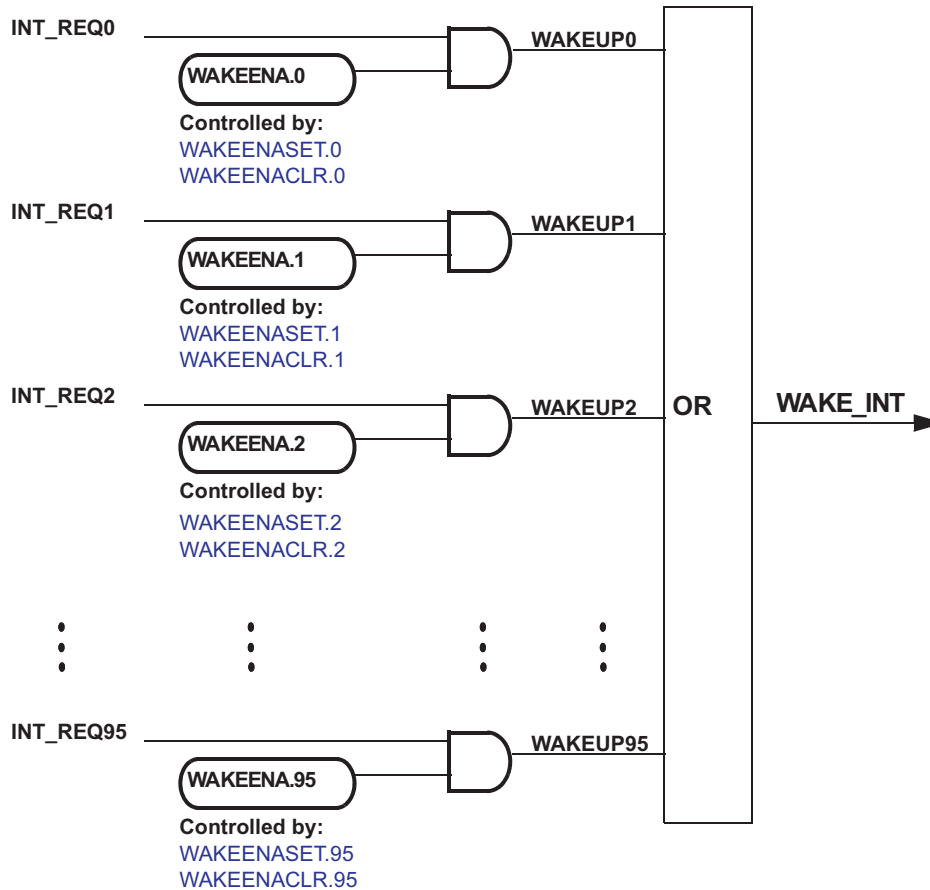 INT_REQ0
WAKEUP0
WAKEENA.0
Controlled by:
WAKEENASET.0
WAKEENACLR.0
INT_REQ1
WAKEUP1
WAKEENA.1
Controlled by:
WAKEENASET.1
WAKEENACLR.1
INT_REQ2
WAKEUP2
OR
WAKE_INT
WAKEENA.2
Controlled by:
WAKEENASET.2
WAKEENACLR.2
INT_REQ95
WAKEUP95
WAKEENA.95
Controlled by:
WAKEENASET.95
WAKEENACLR.95